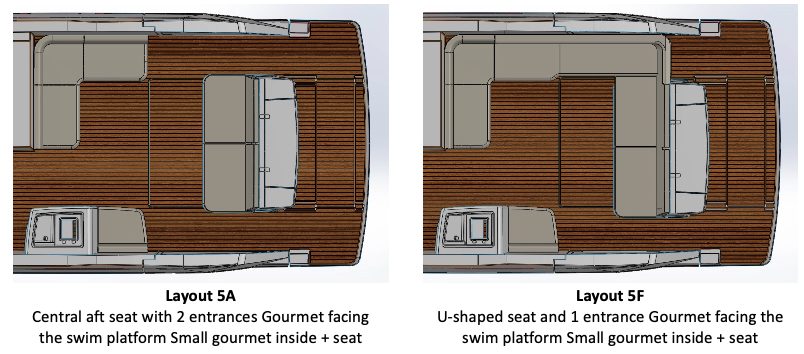 Layout 5A
Central aft seat with 2 entrances Gourmet facing
the swim platform Small gourmet inside + seat
Layout 5F
U-shaped seat and 1 entrance Gourmet facing the
swim platform Small gourmet inside + seat